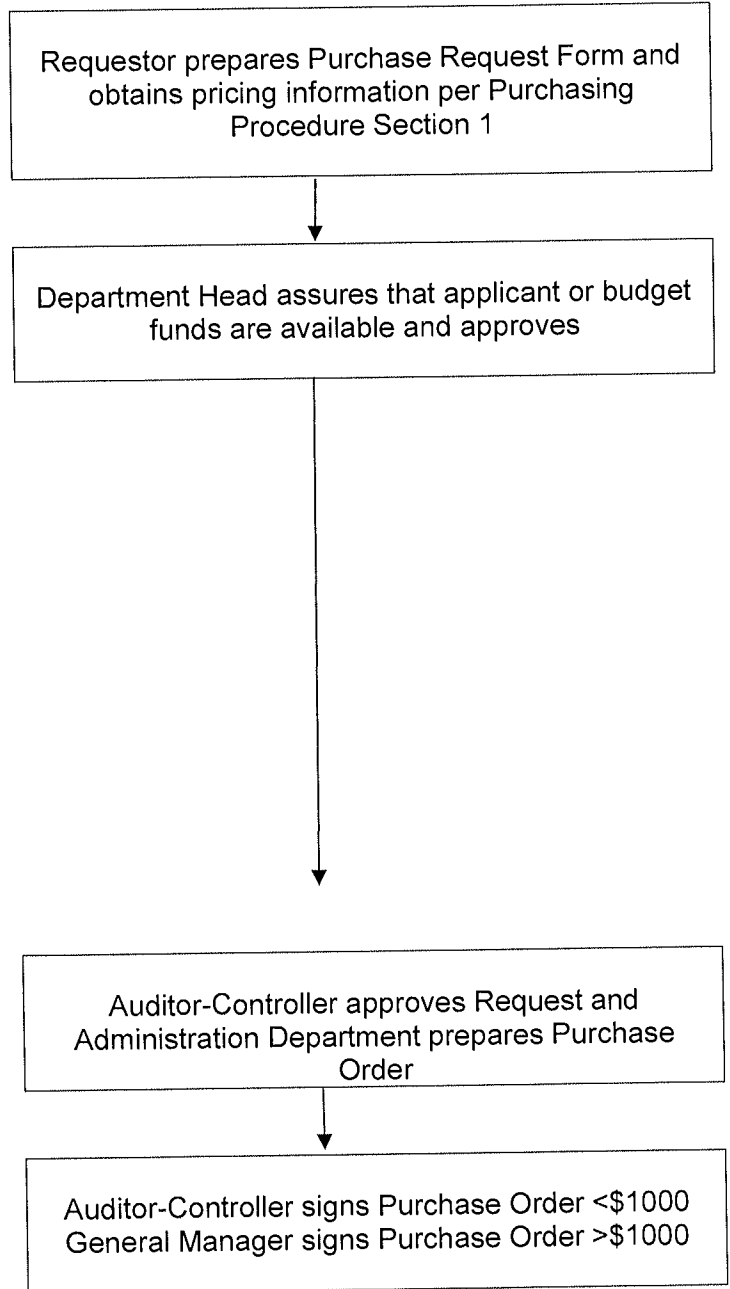 Requestor prepares Purchase Request Form and
obtains pricing information per Purchasing
Procedure Section 1
Department Head assures that applicant or budget
funds are available and approves
Auditor-Controller approves Request and
Administration Department prepares Purchase
Order
Auditor-Controller signs Purchase Order <$1000
General Manager signs Purchase Order >$1000